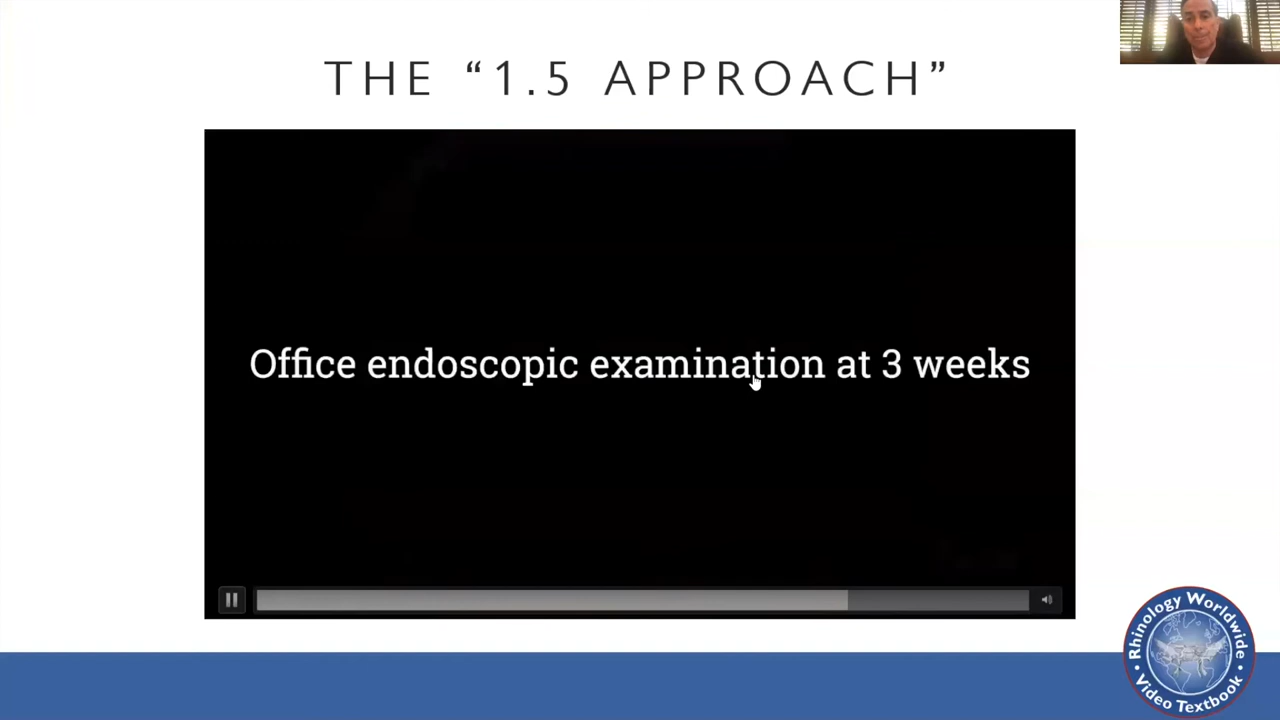 THE “1.5 APPROACH”
Office endoscopic examination at 3 weeks
Rhinology Worldwide
• Video Textbook •